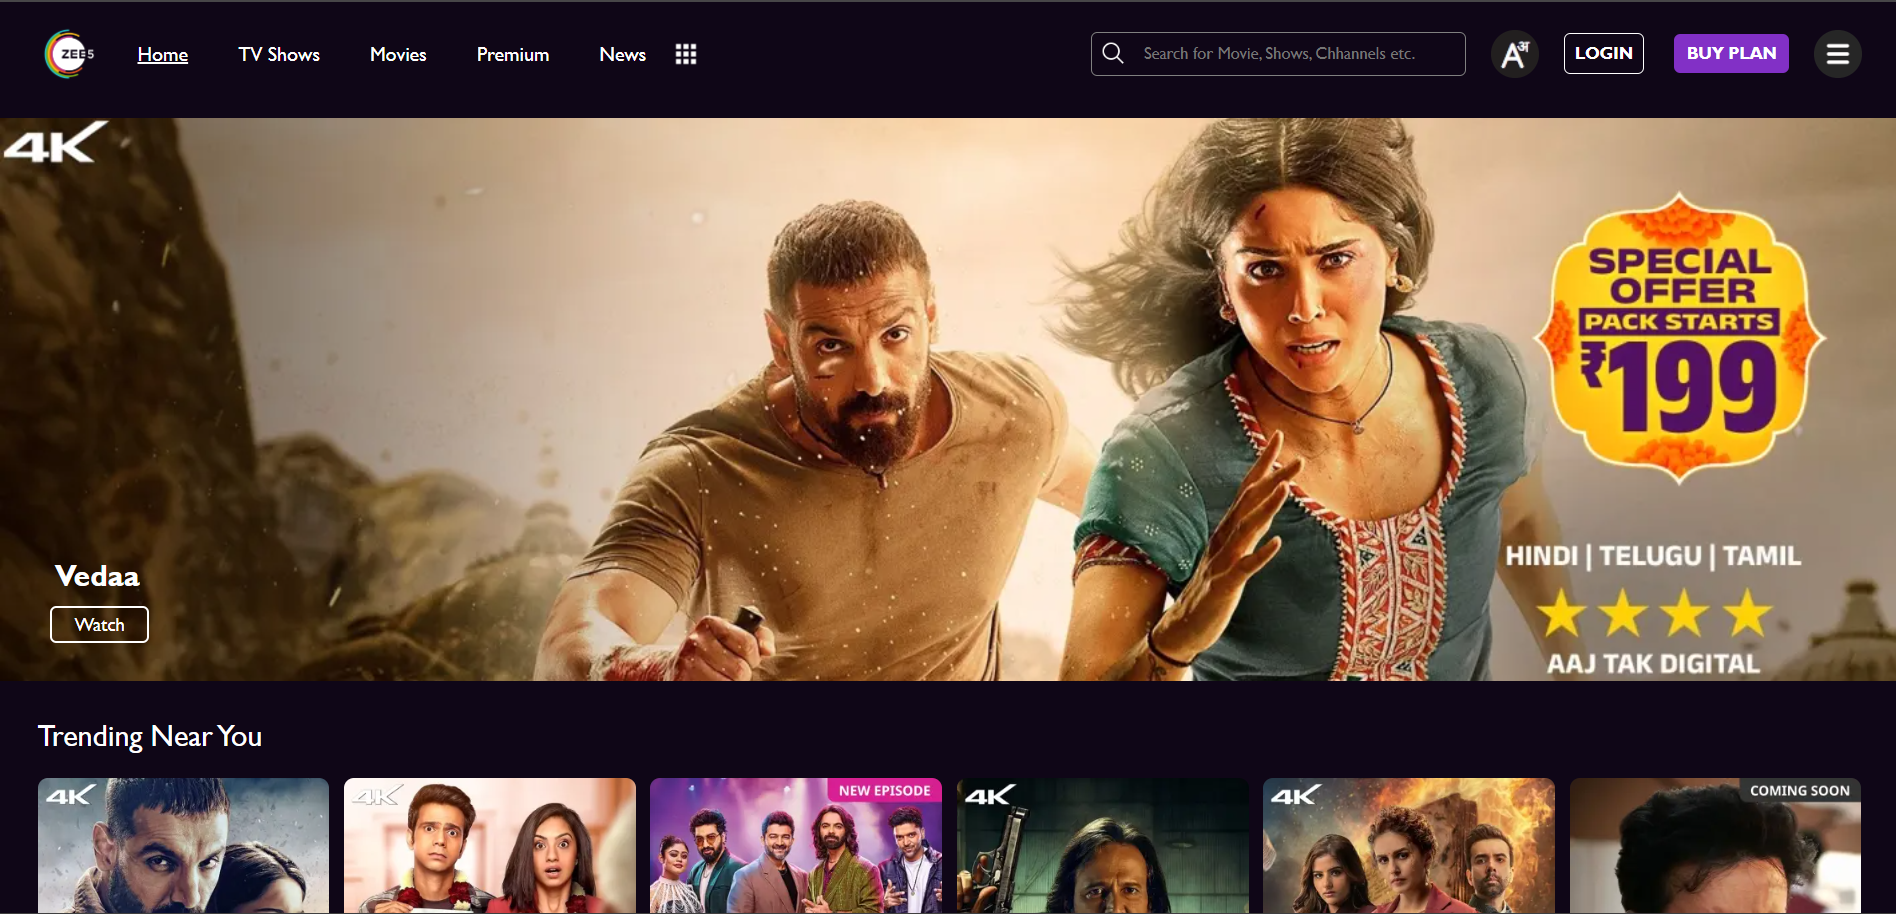 ZEE5
Home
TV Shows
Movies
Premium
News
Search for Movie, Shows, Chhannels etc.
Aअ
LOGIN
BUY PLAN
4K
SPECIAL
OFFER
PACK STARTS
₹199
Vedaa
Watch
HINDI | TELUGU | TAMIL
AAJ TAK DIGITAL
Trending Near You
4K
4K
NEW EPISODE
4K
4K
COMING SOON